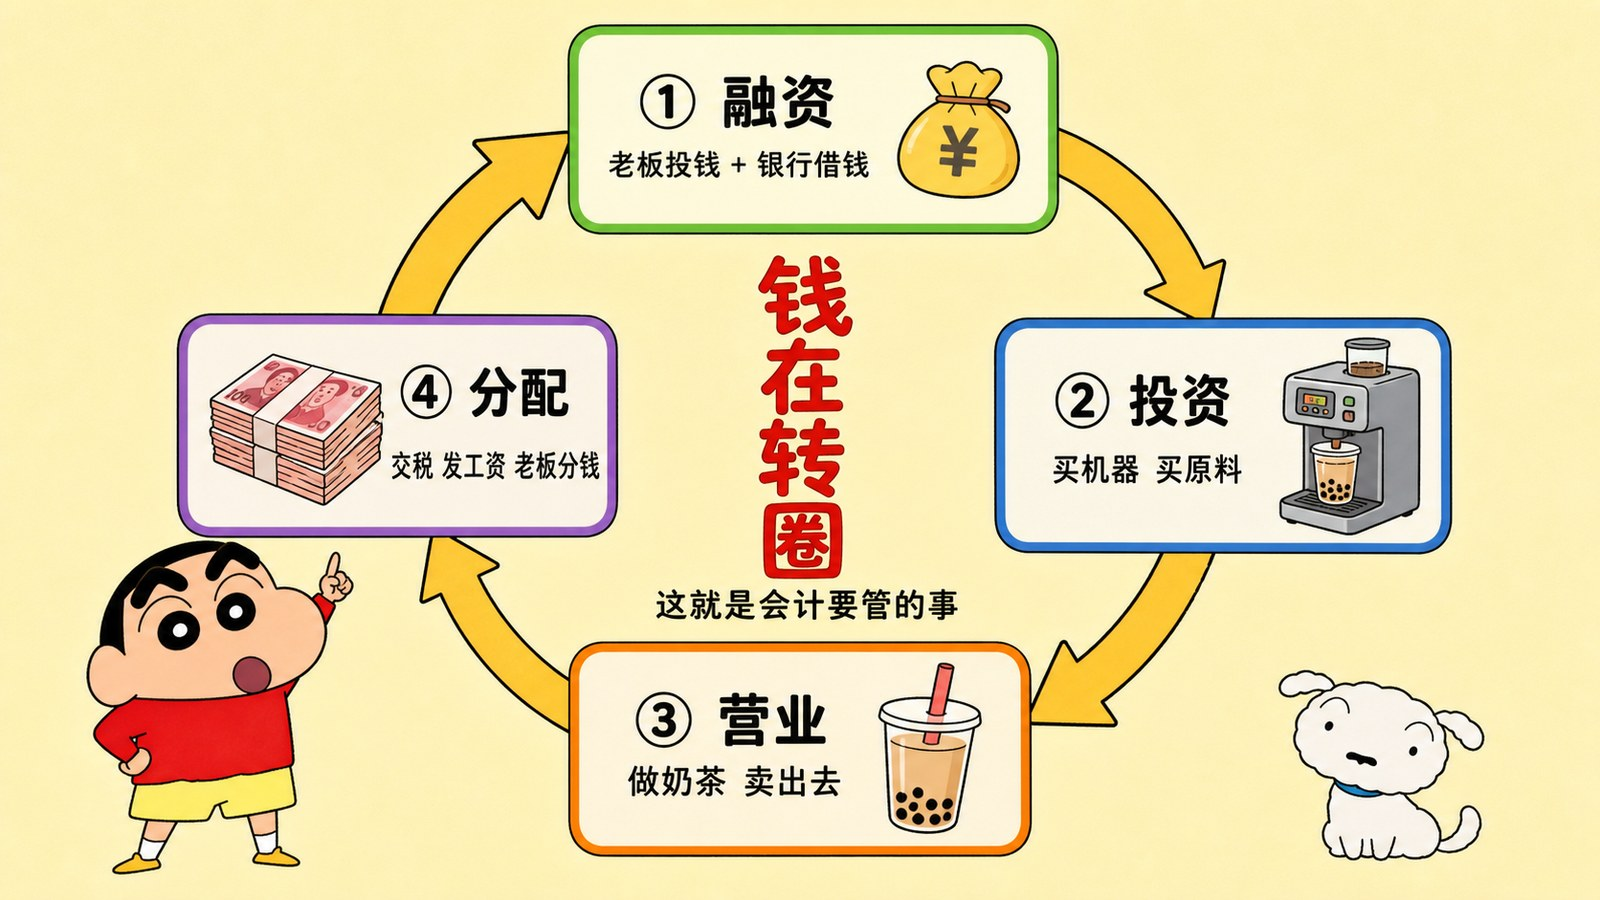 ① 融资
老板投钱 + 银行借钱
¥
② 投资
买机器 买原料
③ 营业
做奶茶 卖出去
④ 分配
交税 发工资 老板分钱
100
钱在转圈
这就是会计要管的事